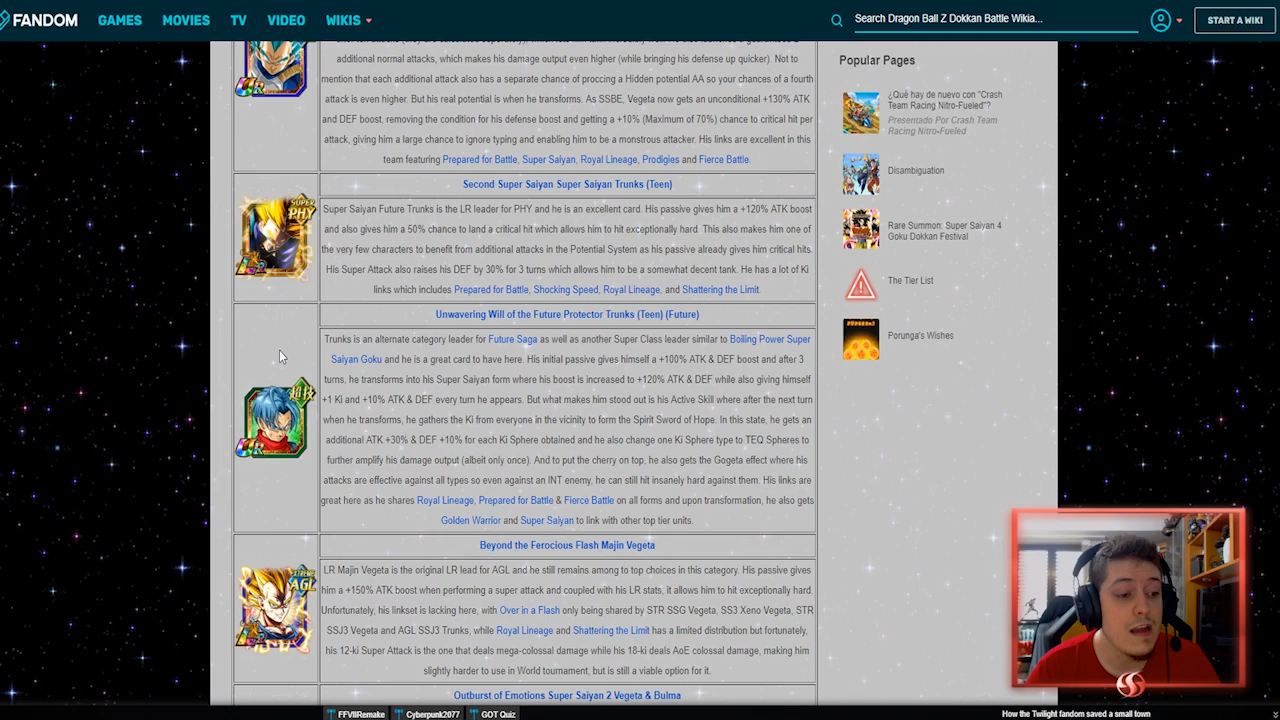 FANDOM GAMES MOVIES TV VIDEO WIKIS Search Dragon Ball Z Dokkan Battle Wikia... START A WIKI
additional normal attacks, which makes his damage output even higher (while bringing his defense up quicker). Not to
mention that each additional attack also has a separate chance of proccing a Hidden potential AA so your chances of a fourth
attack is even higher. But his real potential is when he transforms. As SSBE, Vegeta now gets an unconditional +130% ATK
and DEF boost, removing the condition for his defense boost and getting a +10% (Maximum of 70%) chance to critical hit per
attack, giving him a large chance to ignore typing and enabling him to be a monstrous attacker. His links are excellent in this
team featuring Prepared for Battle, Super Saiyan, Royal Lineage, Prodigies and Fierce Battle.
Second Super Saiyan Super Saiyan Trunks (Teen)
SUPER
PHY
Super Saiyan Future Trunks is the LR leader for PHY and he is an excellent card. His passive gives him a +120% ATK boost
and also gives him a 50% chance to land a critical hit which allows him to hit exceptionally hard. This also makes him one of
the very few characters to benefit from additional attacks in the Potential System as his passive already gives him critical hits.
His Super Attack also raises his DEF by 30% for 3 turns which allows him to be a somewhat decent tank. He has a lot of Ki
links which includes Prepared for Battle, Shocking Speed, Royal Lineage, and Shattering the Limit.
Unwavering Will of the Future Protector Trunks (Teen) (Future)
超技
UR
Trunks is an alternate category leader for Future Saga as well as another Super Class leader similar to Boiling Power Super
Saiyan Goku and he is a great card to have here. His initial passive gives himself a +100% ATK & DEF boost and after 3
turns, he transforms into his Super Saiyan form where his boost is increased to +120% ATK & DEF while also giving himself
+1 Ki and +10% ATK & DEF every turn he appears. But what makes him stood out is his Active Skill where after the next turn
when he transforms, he gathers the Ki from everyone in the vicinity to form the Spirit Sword of Hope. In this state, he gets an
additional ATK +30% & DEF +10% for each Ki Sphere obtained and he also change one Ki Sphere type to TEQ Spheres to
further amplify his damage output (albeit only once). And to put the cherry on top, he also gets the Gogeta effect where his
attacks are effective against all types so even against an INT enemy, he can still hit insanely hard against them. His links are
great here as he shares Royal Lineage, Prepared for Battle & Fierce Battle on all forms and upon transformation, he also gets
Golden Warrior and Super Saiyan to link with other top tier units.
Beyond the Ferocious Flash Majin Vegeta
EXTREME
AGL
LR Majin Vegeta is the original LR lead for AGL and he still remains among to top choices in this category. His passive gives
him a +150% ATK boost when performing a super attack and coupled with his LR stats, it allows him to hit exceptionally hard.
Unfortunately, his linkset is lacking here, with Over in a Flash only being shared by STR SSG Vegeta, SS3 Xeno Vegeta, STR
SSJ3 Vegeta and AGL SSJ3 Trunks, while Royal Lineage and Shattering the Limit has a limited distribution but fortunately,
his 12-ki Super Attack is the one that deals mega-colossal damage while his 18-ki deals AoE colossal damage, making him
slightly harder to use in World tournament, but is still a viable option for it.
Outburst of Emotions Super Saiyan 2 Vegeta & Bulma
Popular Pages
¿Qué hay de nuevo con "Crash
Team Racing Nitro-Fueled"?
Presentado Por Crash Team
Racing Nitro-Fueled
Disambiguation
Rare Summon: Super Saiyan 4
Goku Dokkan Festival
The Tier List
Porunga's Wishes
FFVIIRemake Cyberpunk2077 GOT Quiz How the Twilight fandom saved a small town